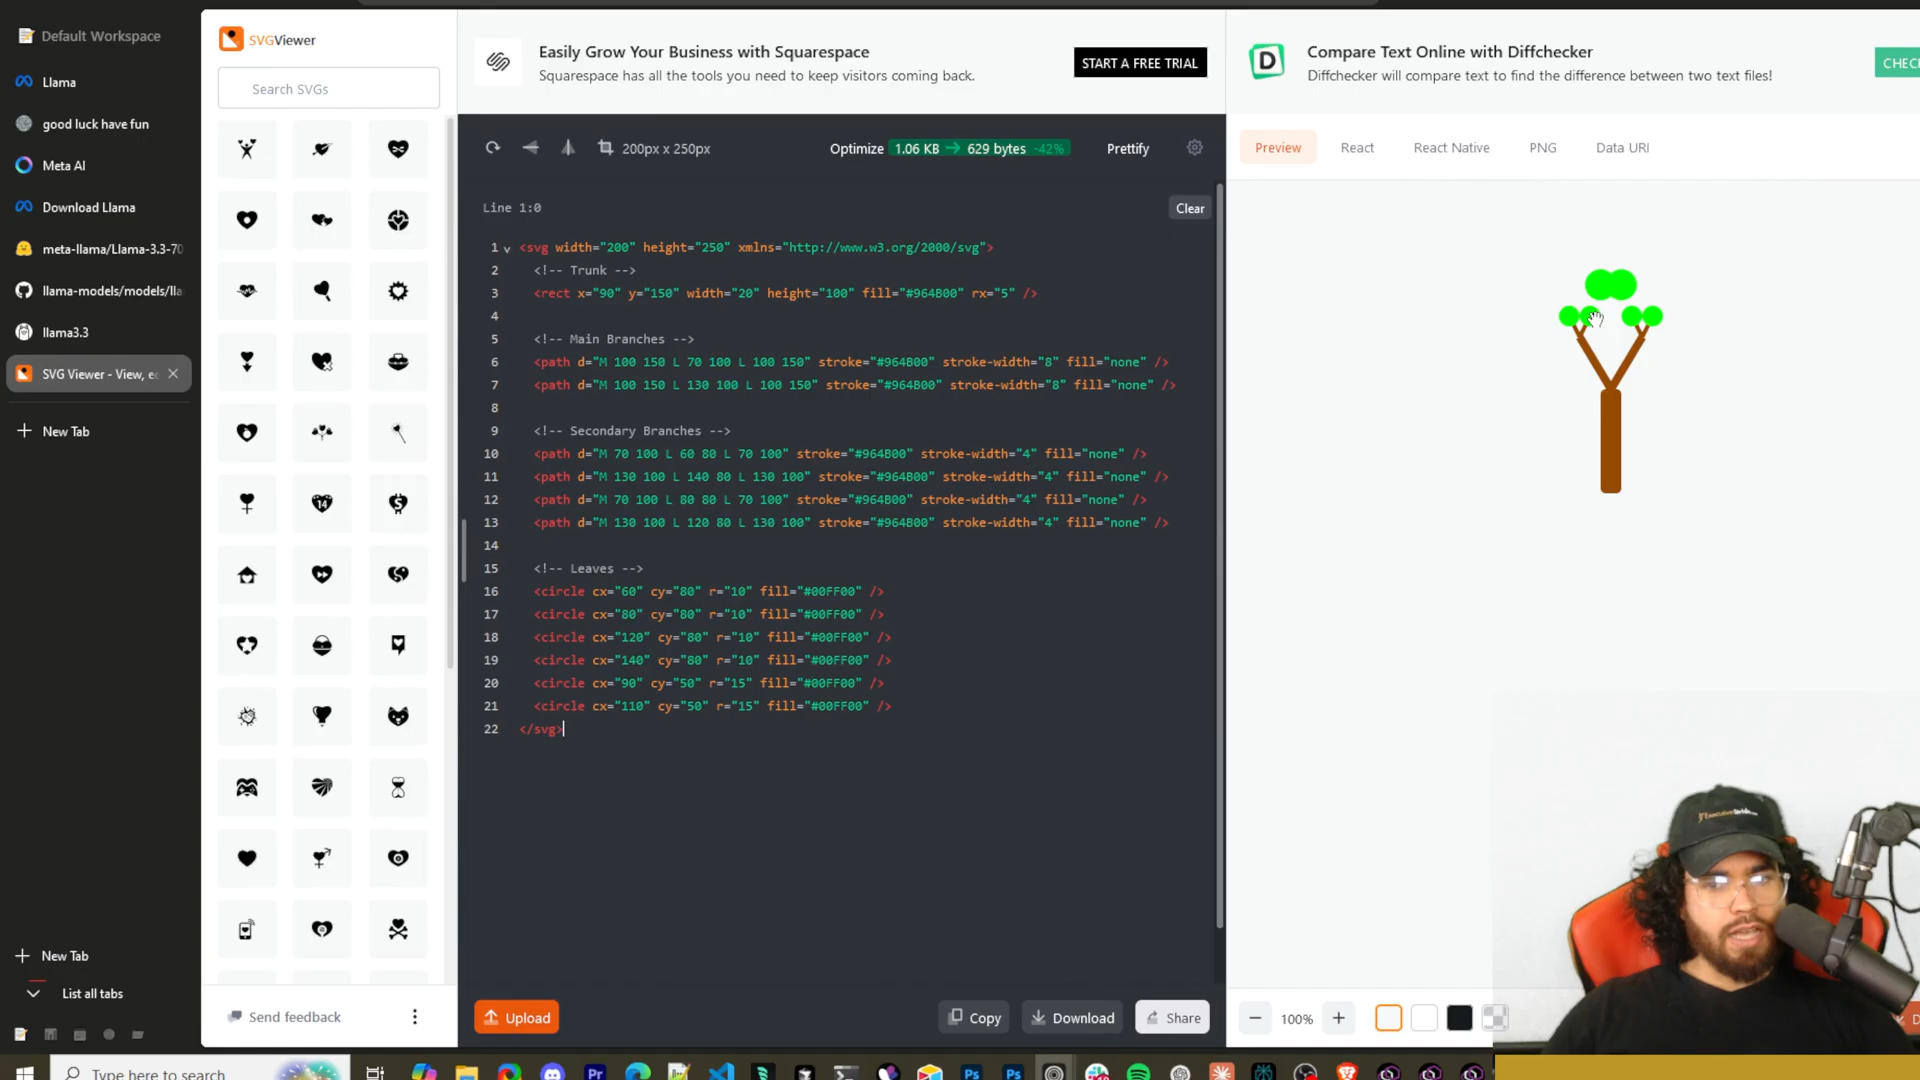 Default Workspace
Llama
good luck have fun
Meta AI
Download Llama
meta-llama/Llama-3.3-70
llama-models/models/lla
llama3.3
SVG Viewer - View, e
New Tab
New Tab
List all tabs
SVGViewer
Search SVGs
14
Send feedback
Easily Grow Your Business with Squarespace
Squarespace has all the tools you need to keep visitors coming back.
START A FREE TRIAL
D
Compare Text Online with Diffchecker
Diffchecker will compare text to find the difference between two text files!
CHEC
200px x 250px
Optimize 1.06 KB → 629 bytes -42%
Prettify
Line 1:0
Clear
1 <svg width="200" height="250" xmlns="http://www.w3.org/2000/svg">
2 <!-- Trunk -->
3 <rect x="90" y="150" width="20" height="100" fill="#964B00" rx="5" />
4
5 <!-- Main Branches -->
6 <path d="M 100 150 L 70 100 L 100 150" stroke="#964B00" stroke-width="8" fill="none" />
7 <path d="M 100 150 L 130 100 L 100 150" stroke="#964B00" stroke-width="8" fill="none" />
8
9 <!-- Secondary Branches -->
10 <path d="M 70 100 L 60 80 L 70 100" stroke="#964B00" stroke-width="4" fill="none" />
11 <path d="M 130 100 L 140 80 L 130 100" stroke="#964B00" stroke-width="4" fill="none" />
12 <path d="M 70 100 L 80 80 L 70 100" stroke="#964B00" stroke-width="4" fill="none" />
13 <path d="M 130 100 L 120 80 L 130 100" stroke="#964B00" stroke-width="4" fill="none" />
14
15 <!-- Leaves -->
16 <circle cx="60" cy="80" r="10" fill="#00FF00" />
17 <circle cx="80" cy="80" r="10" fill="#00FF00" />
18 <circle cx="120" cy="80" r="10" fill="#00FF00" />
19 <circle cx="140" cy="80" r="10" fill="#00FF00" />
20 <circle cx="90" cy="50" r="15" fill="#00FF00" />
21 <circle cx="110" cy="50" r="15" fill="#00FF00" />
22 </svg>
Upload
Copy
Download
Share
Preview
React
React Native
PNG
Data URI
100%
Type here to search
Pr
Ps
Ps